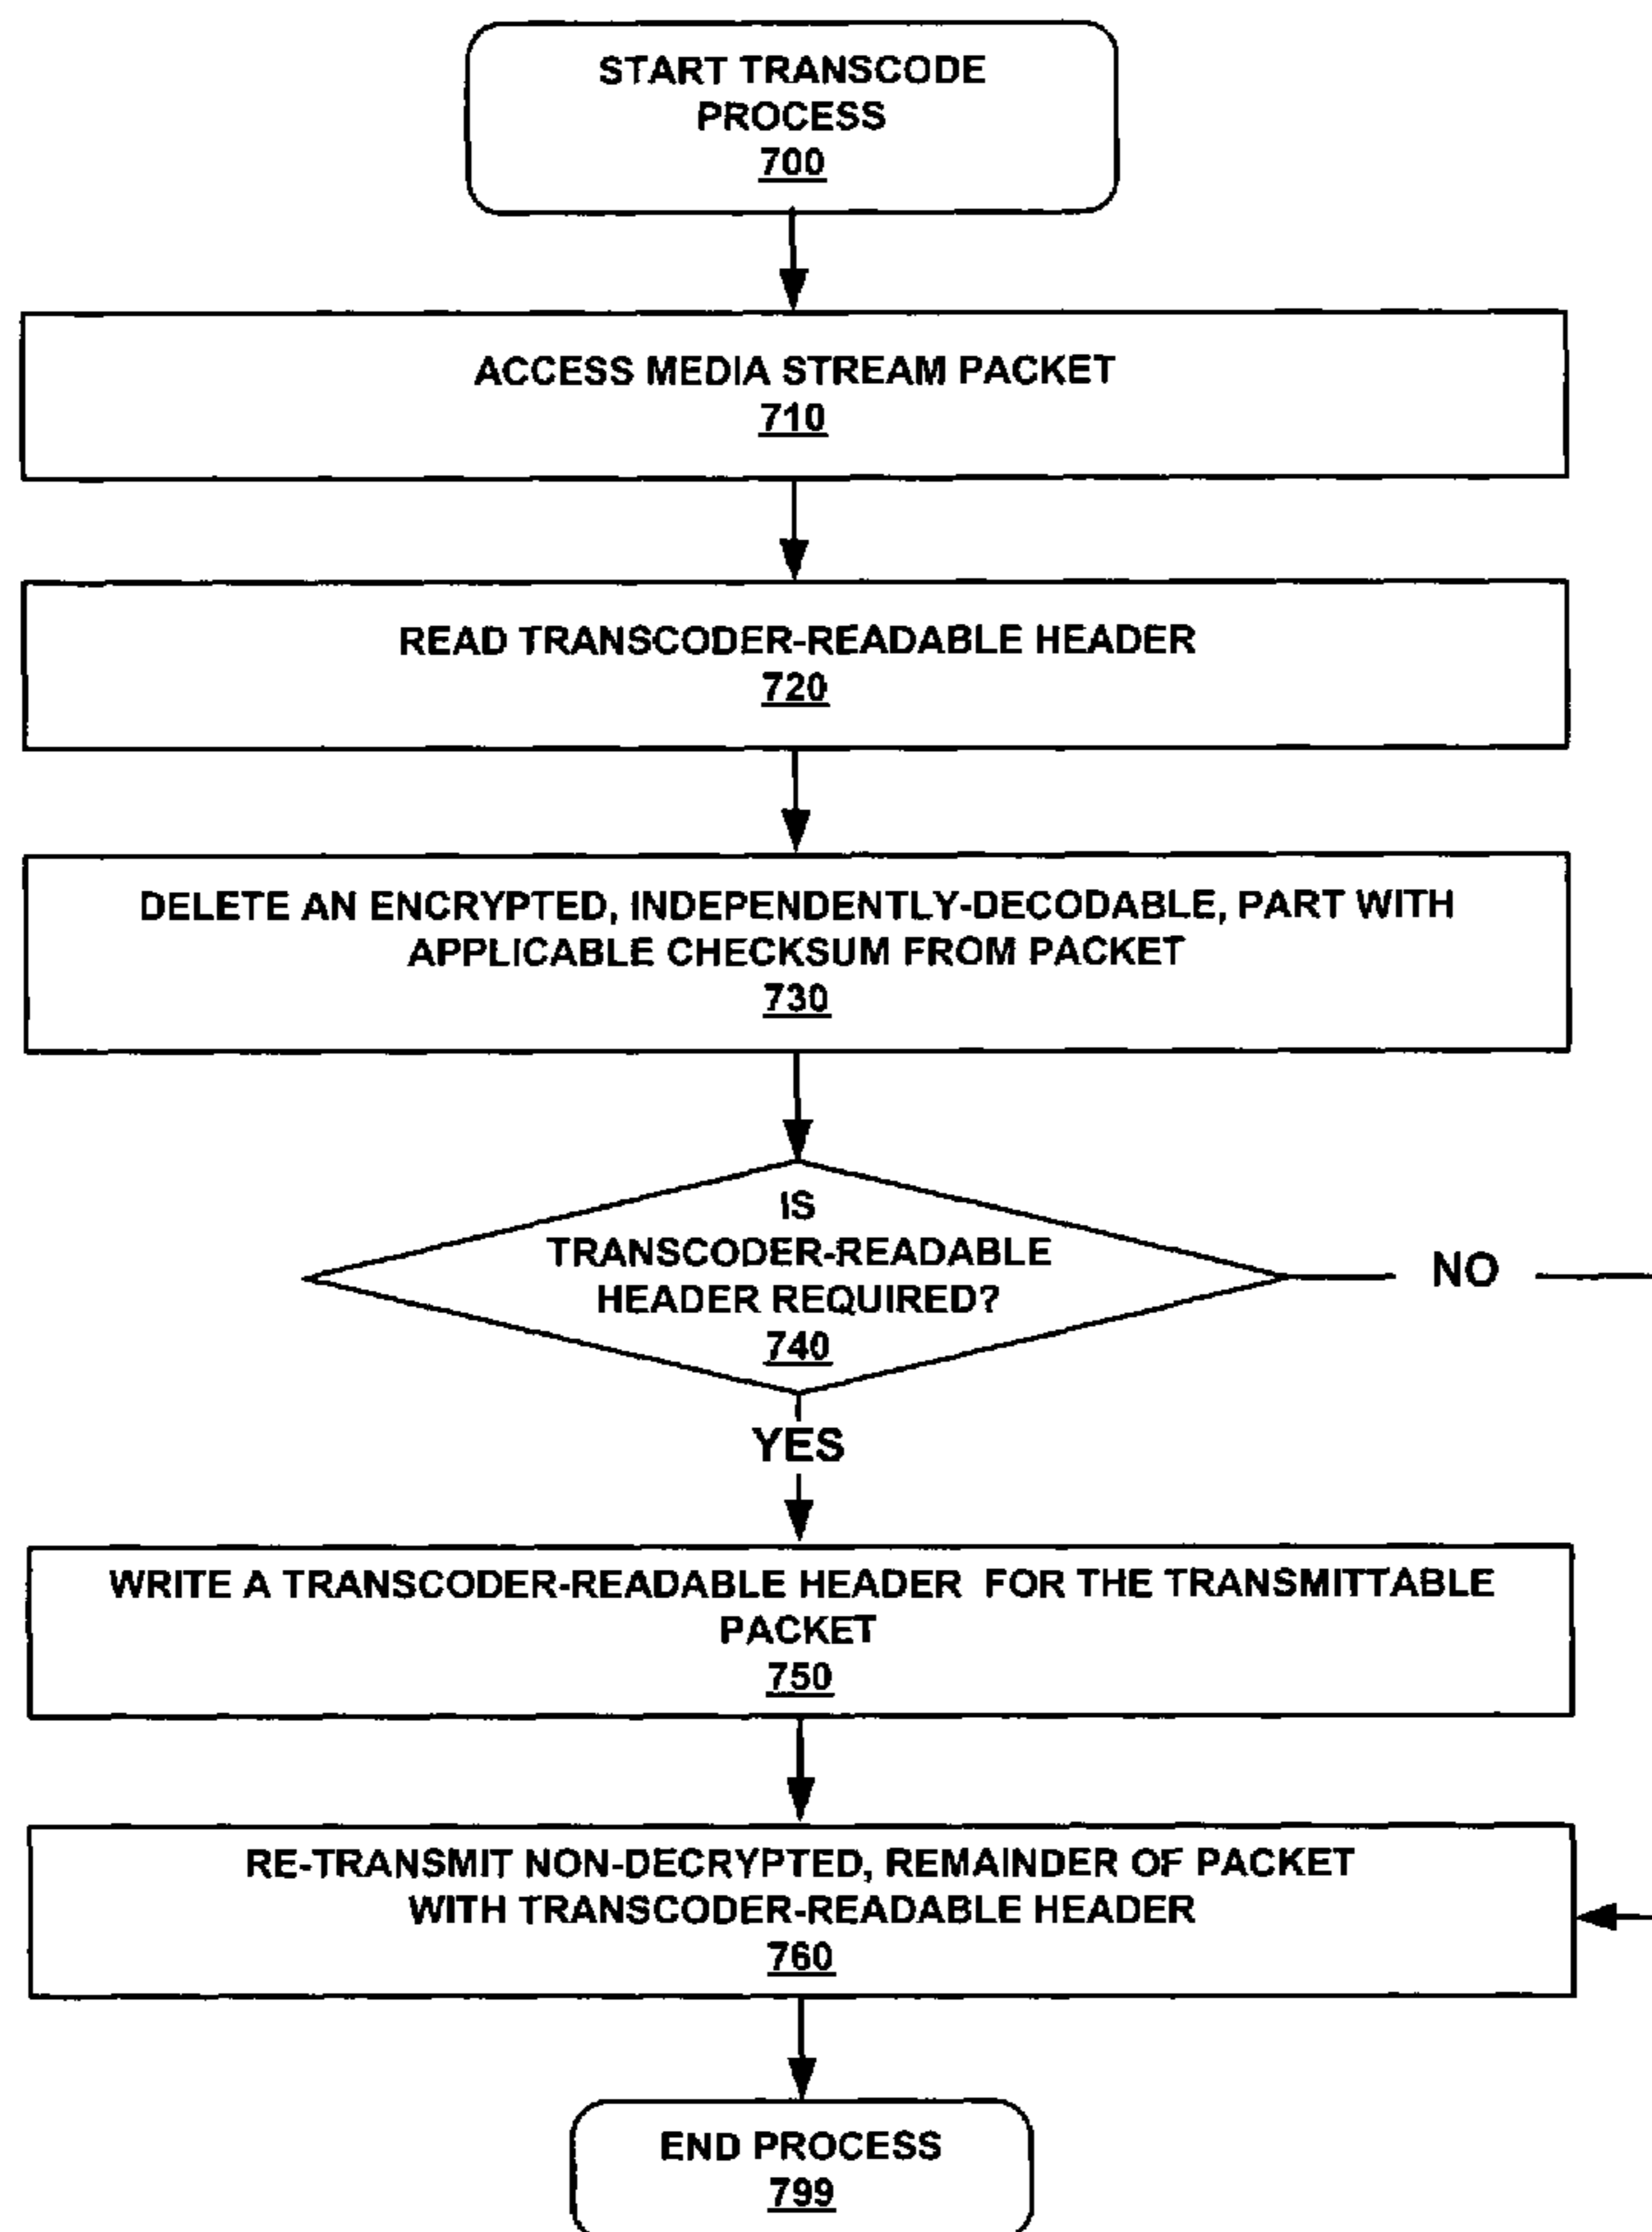 START TRANSCODE
PROCESS
700
ACCESS MEDIA STREAM PACKET
710
READ TRANSCODER-READABLE HEADER
720
DELETE AN ENCRYPTED, INDEPENDENTLY-DECODABLE, PART WITH
APPLICABLE CHECKSUM FROM PACKET
730
IS
TRANSCODER-READABLE
HEADER REQUIRED?
740
NO
YES
WRITE A TRANSCODER-READABLE HEADER FOR THE TRANSMITTABLE
PACKET
750
RE-TRANSMIT NON-DECRYPTED, REMAINDER OF PACKET
WITH TRANSCODER-READABLE HEADER
760
END PROCESS
799